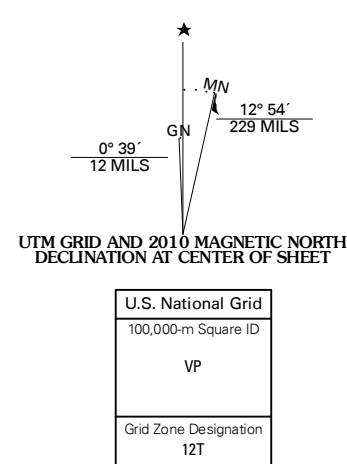 MN
12° 54´
229 MILS
GN
0° 39´
12 MILS
UTM GRID AND 2010 MAGNETIC NORTH
DECLINATION AT CENTER OF SHEET
U.S. National Grid
100,000-m Square ID
VP
Grid Zone Designation
12T